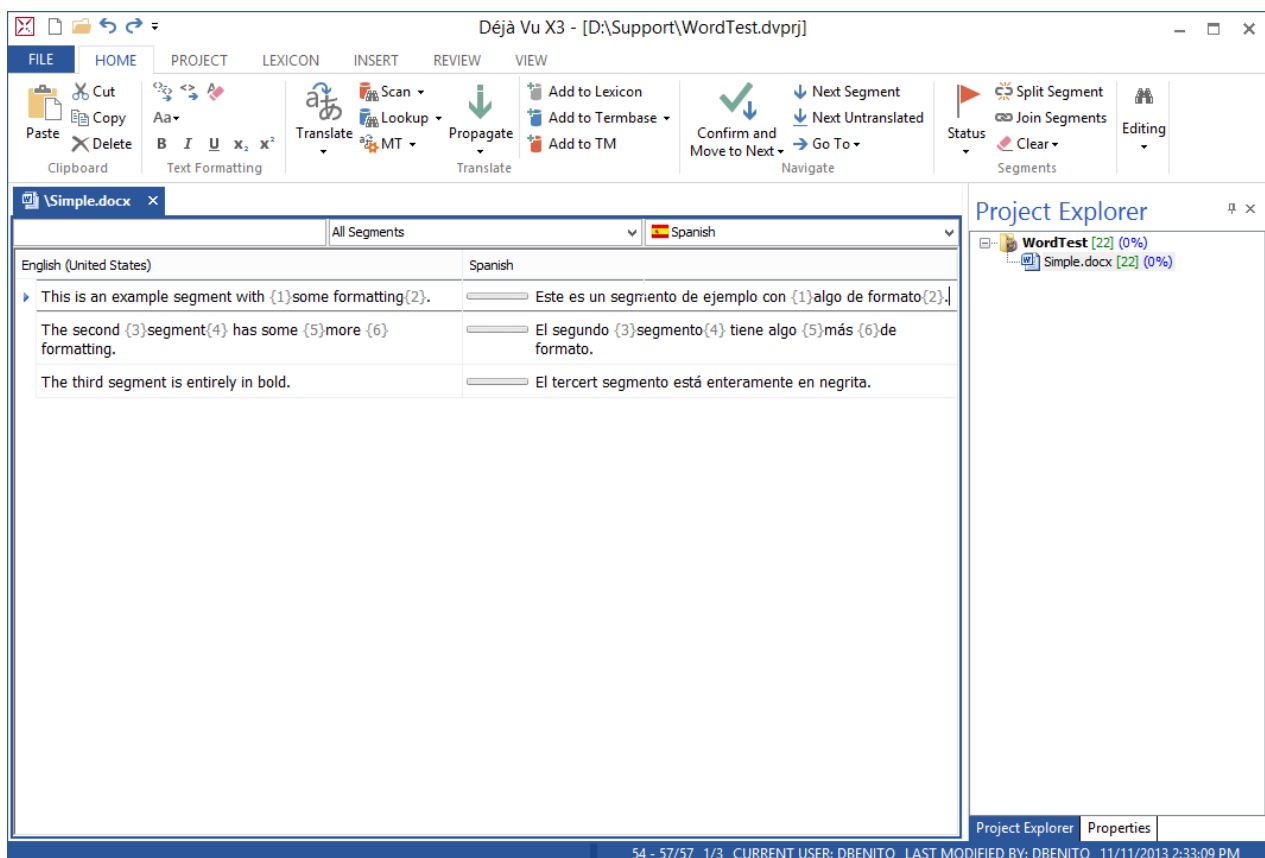 Déjà Vu X3 - [D:\Support\WordTest.dvprj]
FILE HOME PROJECT LEXICON INSERT REVIEW VIEW
Paste
Cut
Copy
Delete
Clipboard
Aa
B I U x₂ x²
Text Formatting
Translate
Scan
Lookup
MT
Propagate
Add to Lexicon
Add to Termbase
Add to TM
Translate
Confirm and
Move to Next
Next Segment
Next Untranslated
Go To
Navigate
Status
Split Segment
Join Segments
Clear
Segments
Editing
\Simple.docx
All Segments
Spanish
English (United States)
Spanish
This is an example segment with {1}some formatting{2}.
Este es un segmento de ejemplo con {1}algo de formato{2}.
The second {3}segment{4} has some {5}more {6}
formatting.
El segundo {3}segmento{4} tiene algo {5}más {6}de
formato.
The third segment is entirely in bold.
El tercert segmento está enteramente en negrita.
Project Explorer
WordTest [22] (0%)
Simple.docx [22] (0%)
Project Explorer Properties
54 - 57/57 1/3 CURRENT USER: DBENITO LAST MODIFIED BY: DBENITO 11/11/2013 2:33:09 PM